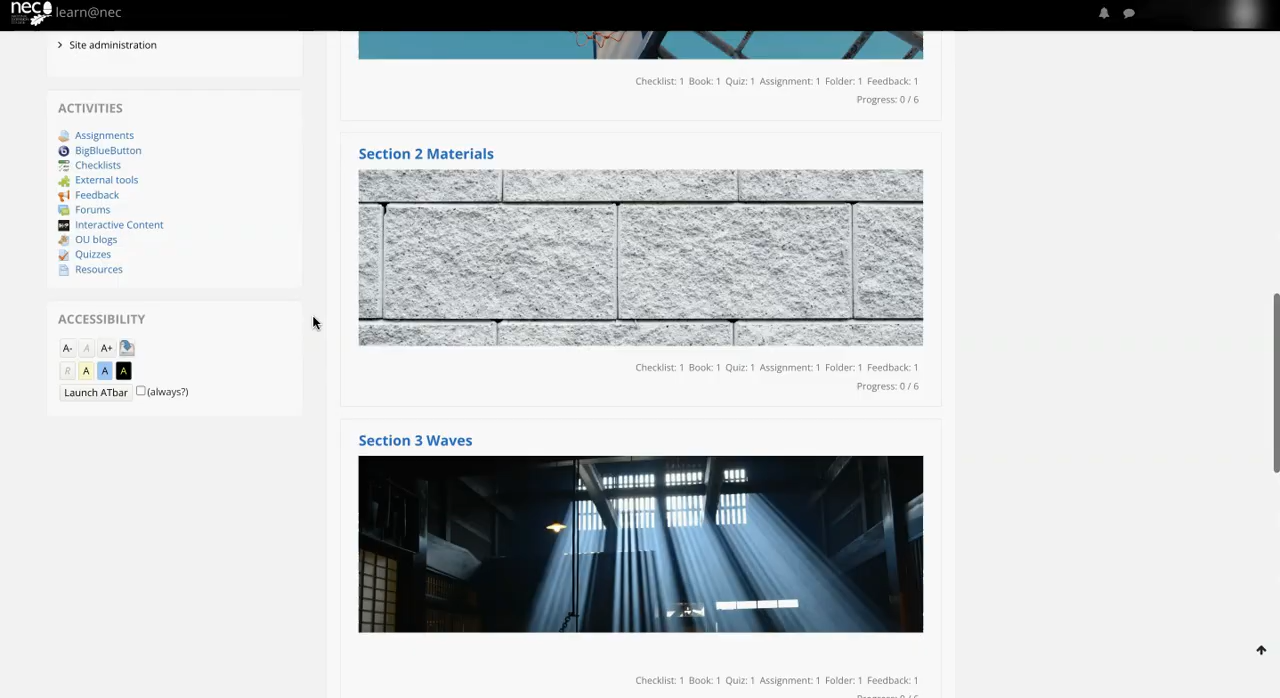 nec learn@nec
Site administration
ACTIVITIES
Assignments
BigBlueButton
Checklists
External tools
Feedback
Forums
Interactive Content
OU blogs
Quizzes
Resources
ACCESSIBILITY
A- A A+
R A A A
Launch ATbar (always?)
Checklist: 1 Book: 1 Quiz: 1 Assignment: 1 Folder: 1 Feedback: 1
Progress: 0 / 6
Section 2 Materials
Checklist: 1 Book: 1 Quiz: 1 Assignment: 1 Folder: 1 Feedback: 1
Progress: 0 / 6
Section 3 Waves
Checklist: 1 Book: 1 Quiz: 1 Assignment: 1 Folder: 1 Feedback: 1
Progress: 0 / 6